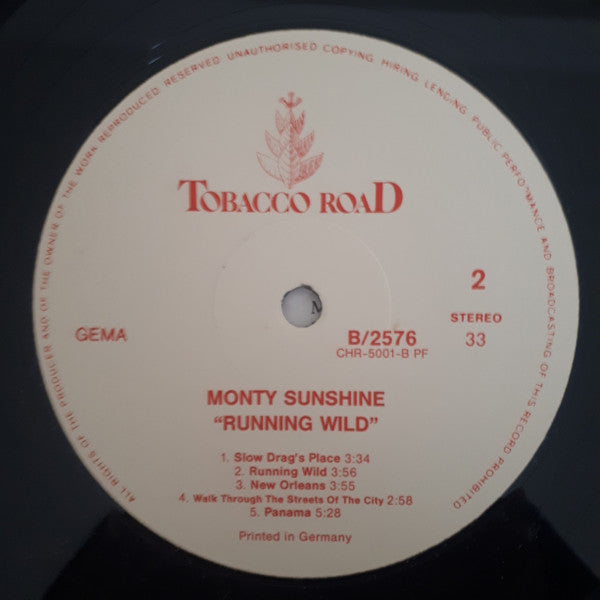 ALL RIGHTS OF THE PRODUCER AND OF THE OWNER OF THE WORK REPRODUCED RESERVED UNAUTHORISED COPYING, HIRING, LENDING, PUBLIC PERFORMANCE AND BROADCASTING OF THIS RECORD PROHIBITED
TOBACCO ROAD
2
STEREO
33
GEMA
B/2576
CHR-5001-B PF
MONTY SUNSHINE
“RUNNING WILD”
1. Slow Drag's Place 3:34
2. Running Wild 3:56
3. New Orleans 3:55
4. Walk Through The Streets Of The City 2:58
5. Panama 5:28
Printed in Germany